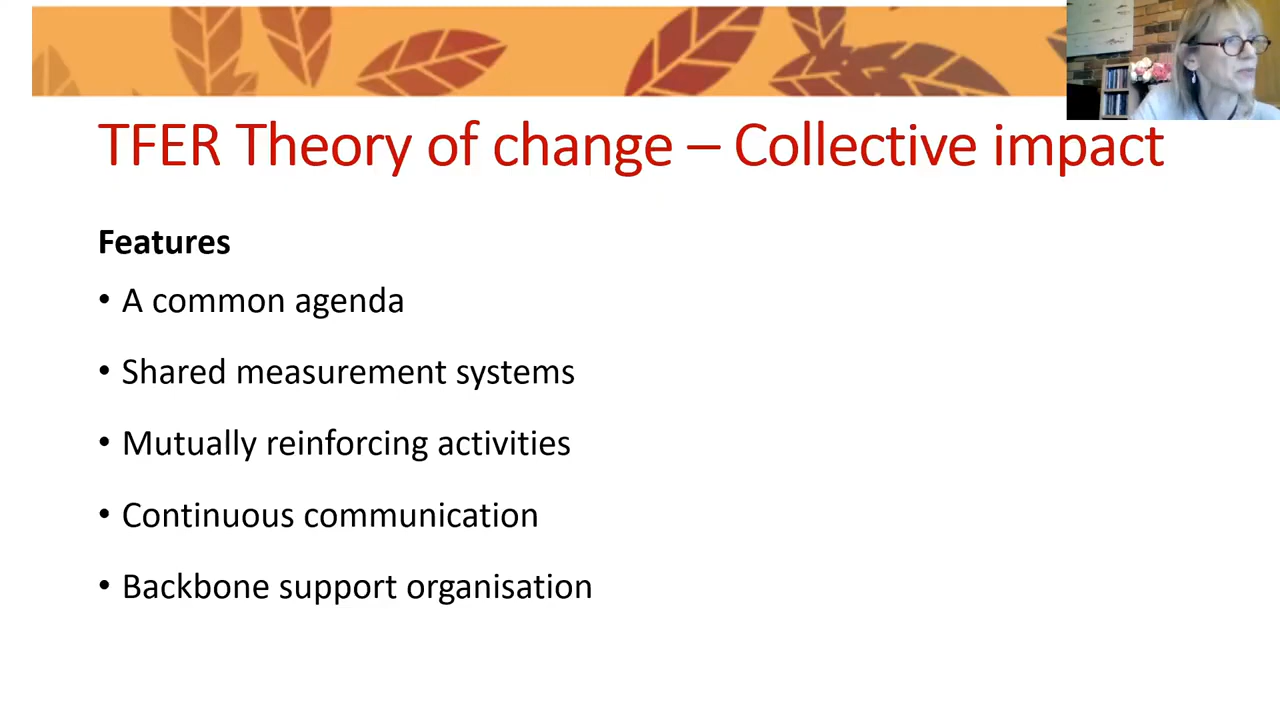 TFER Theory of change – Collective impact
Features
• A common agenda
• Shared measurement systems
• Mutually reinforcing activities
• Continuous communication
• Backbone support organisation